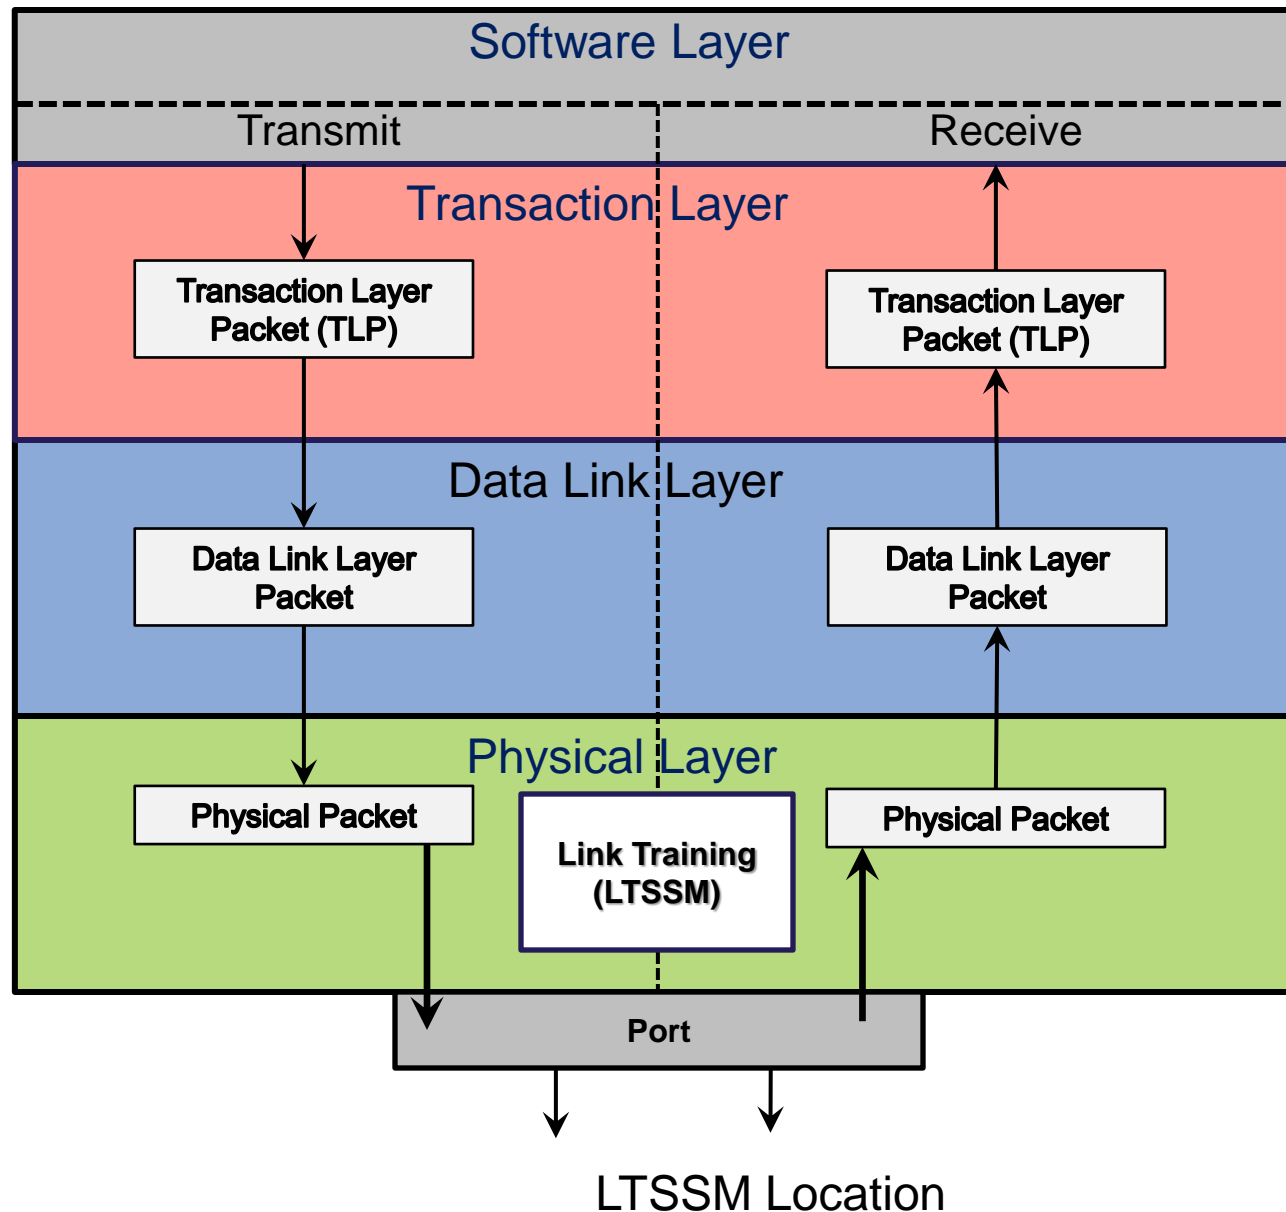 Software Layer
Transmit
Receive
Transaction Layer
Transaction Layer
Packet (TLP)
Transaction Layer
Packet (TLP)
Data Link Layer
Data Link Layer
Packet
Data Link Layer
Packet
Physical Layer
Physical Packet
Link Training
(LTSSM)
Physical Packet
Port
LTSSM Location